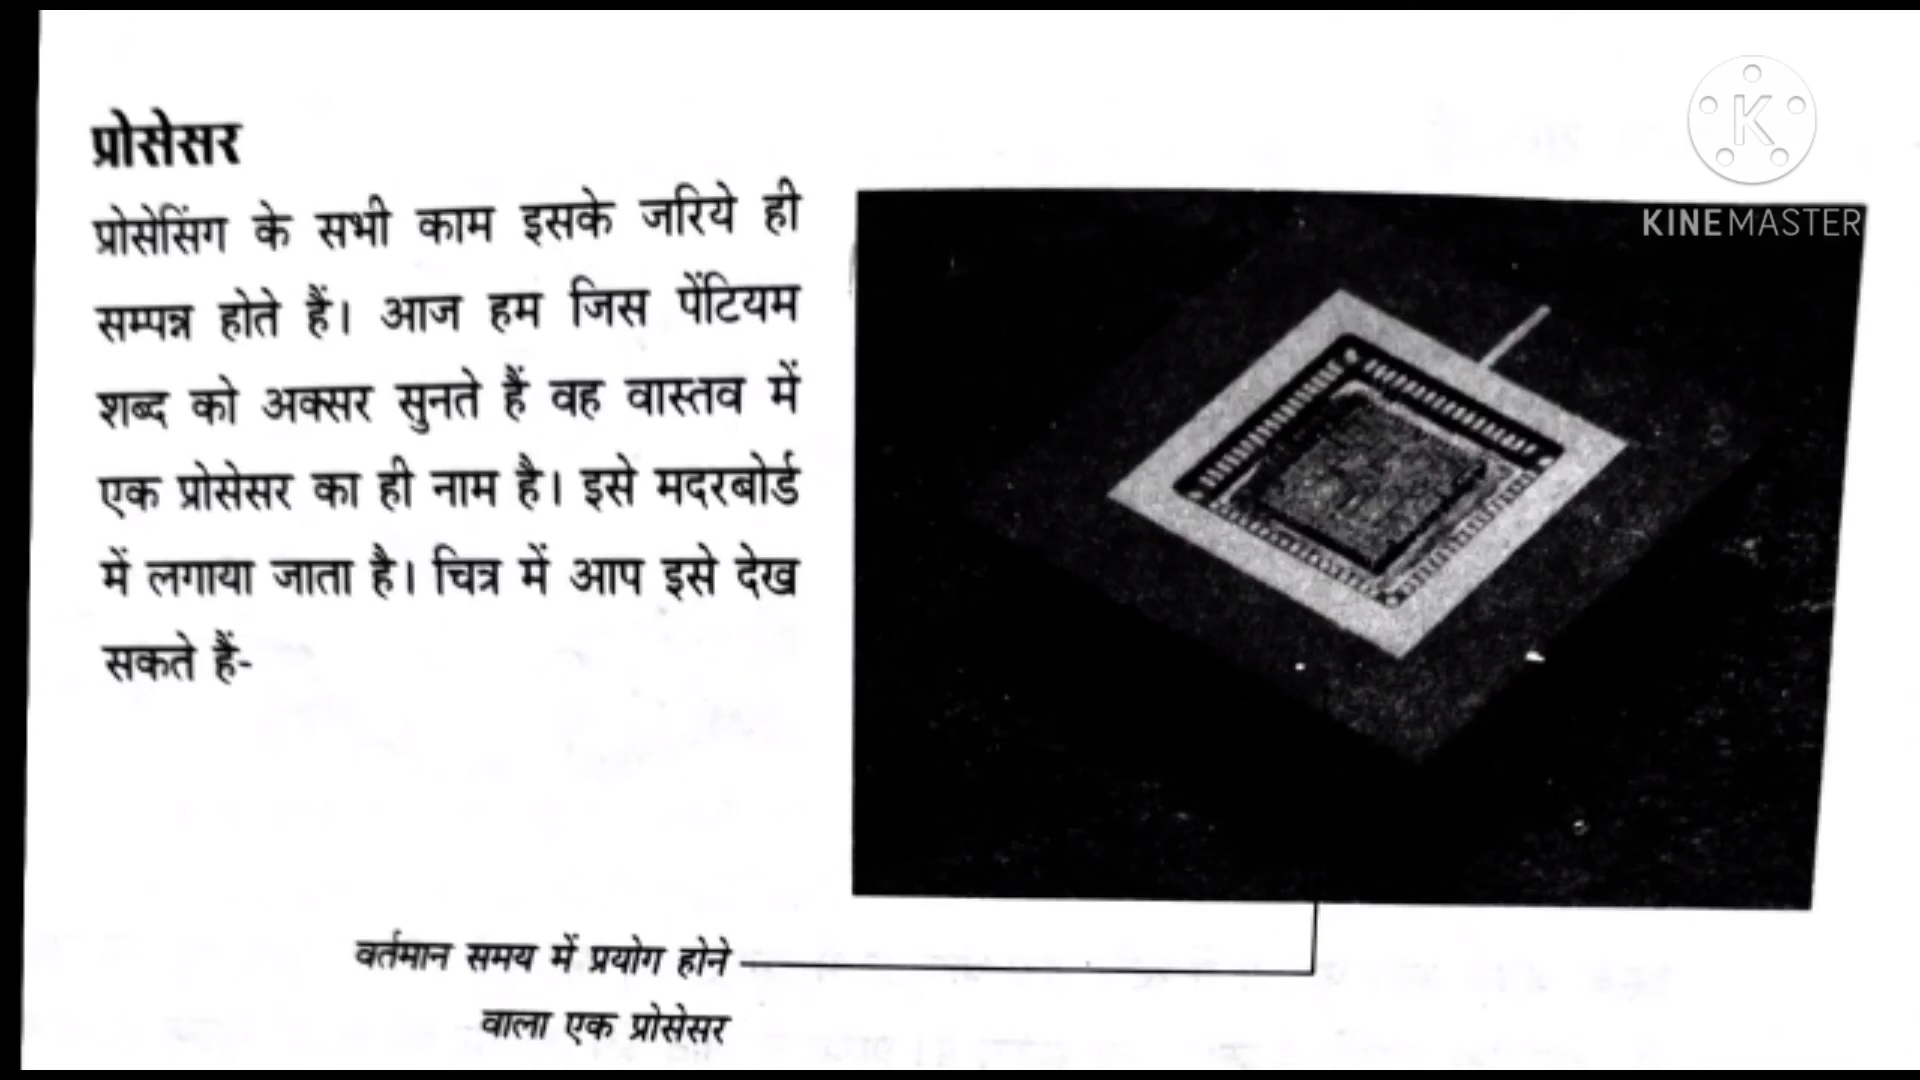 प्रोसेसर
प्रोसेसिंग के सभी काम इसके जरिये ही
सम्पन्न होते हैं। आज हम जिस पेंटियम
शब्द को अक्सर सुनते हैं वह वास्तव में
एक प्रोसेसर का ही नाम है। इसे मदरबोर्ड
में लगाया जाता है। चित्र में आप इसे देख
सकते हैं-
वर्तमान समय में प्रयोग होने
वाला एक प्रोसेसर
K
KINEMASTER